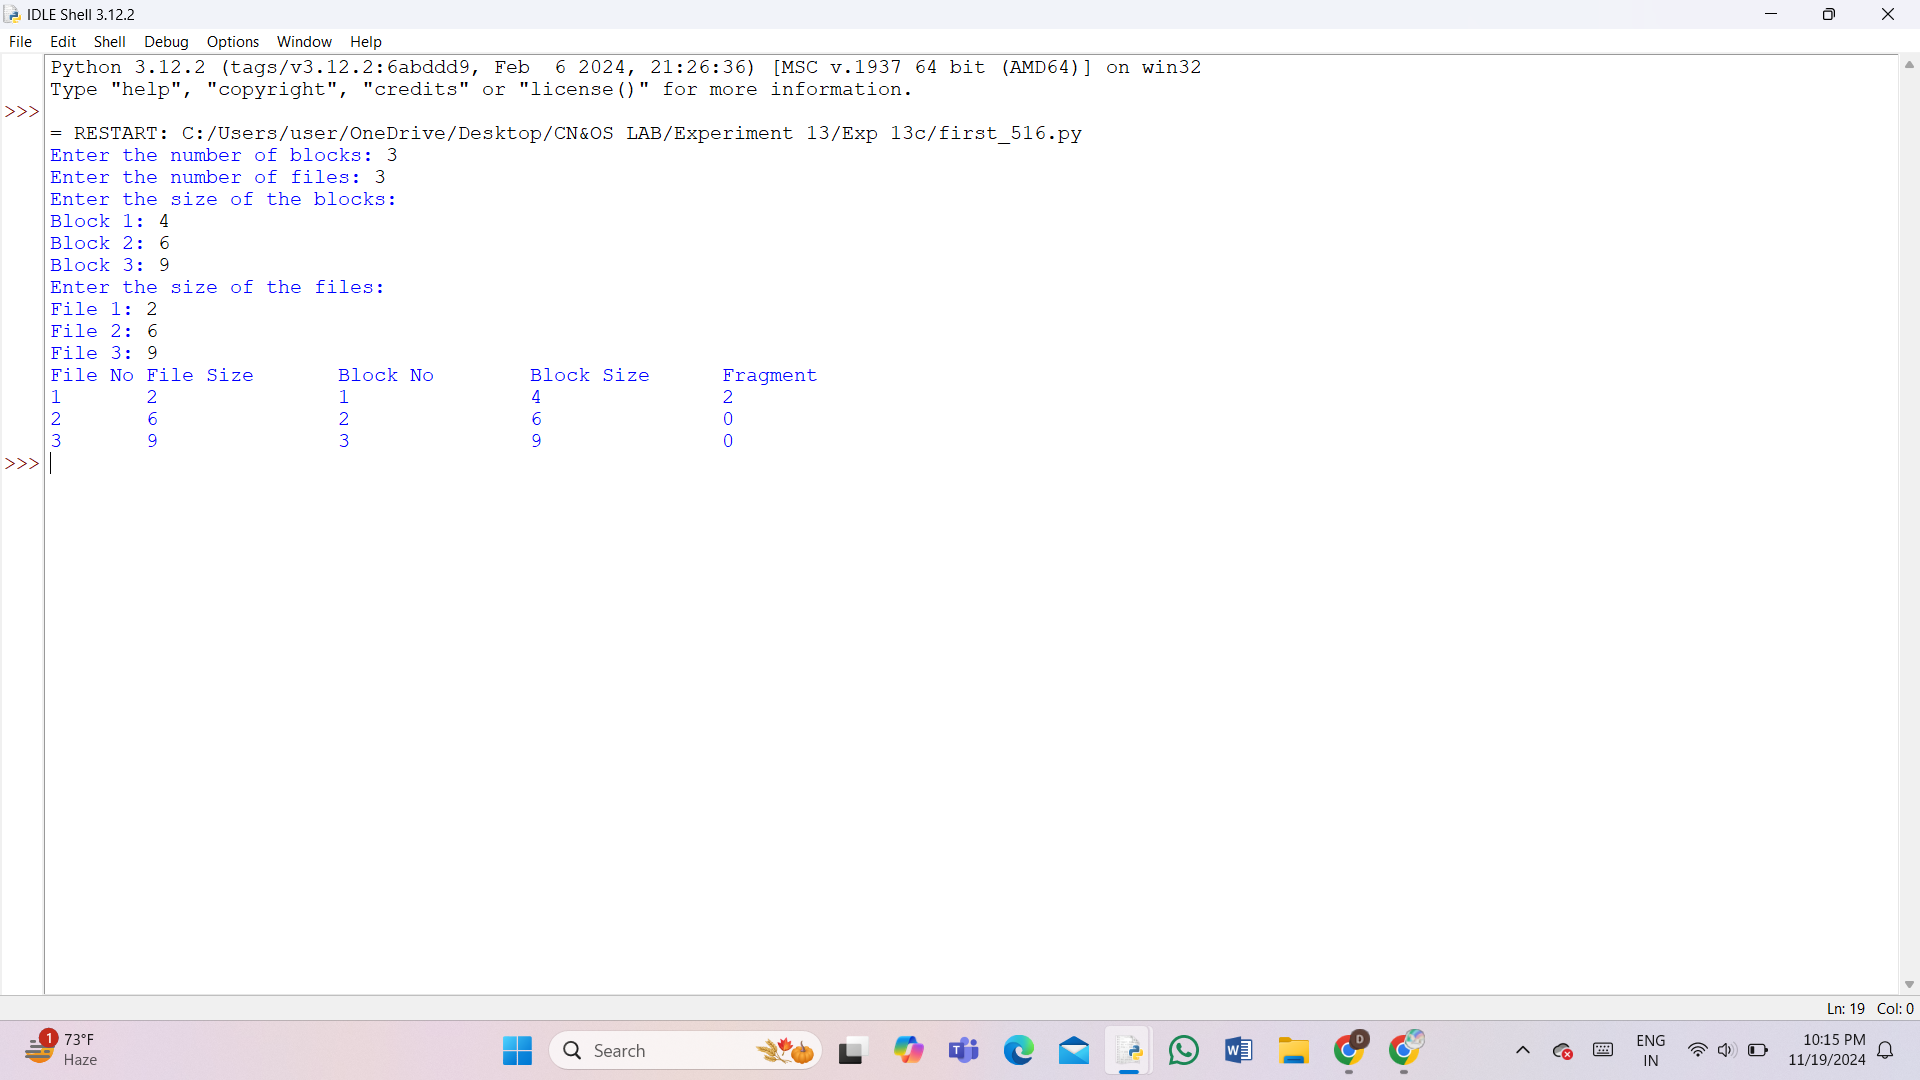 IDLE Shell 3.12.2
File Edit Shell Debug Options Window Help
Python 3.12.2 (tags/v3.12.2:6abddd9, Feb  6 2024, 21:26:36) [MSC v.1937 64 bit (AMD64)] on win32
Type "help", "copyright", "credits" or "license()" for more information.
>>>
= RESTART: C:/Users/user/OneDrive/Desktop/CN&OS LAB/Experiment 13/Exp 13c/first_516.py
Enter the number of blocks: 3
Enter the number of files: 3
Enter the size of the blocks:
Block 1: 4
Block 2: 6
Block 3: 9
Enter the size of the files:
File 1: 2
File 2: 6
File 3: 9
File No File Size Block No Block Size Fragment
1 2 1 4 2
2 6 2 6 0
3 9 3 9 0
>>>
Ln: 19 Col: 0
1 73°F
Haze
Search
D
ENG
IN
10:15 PM
11/19/2024